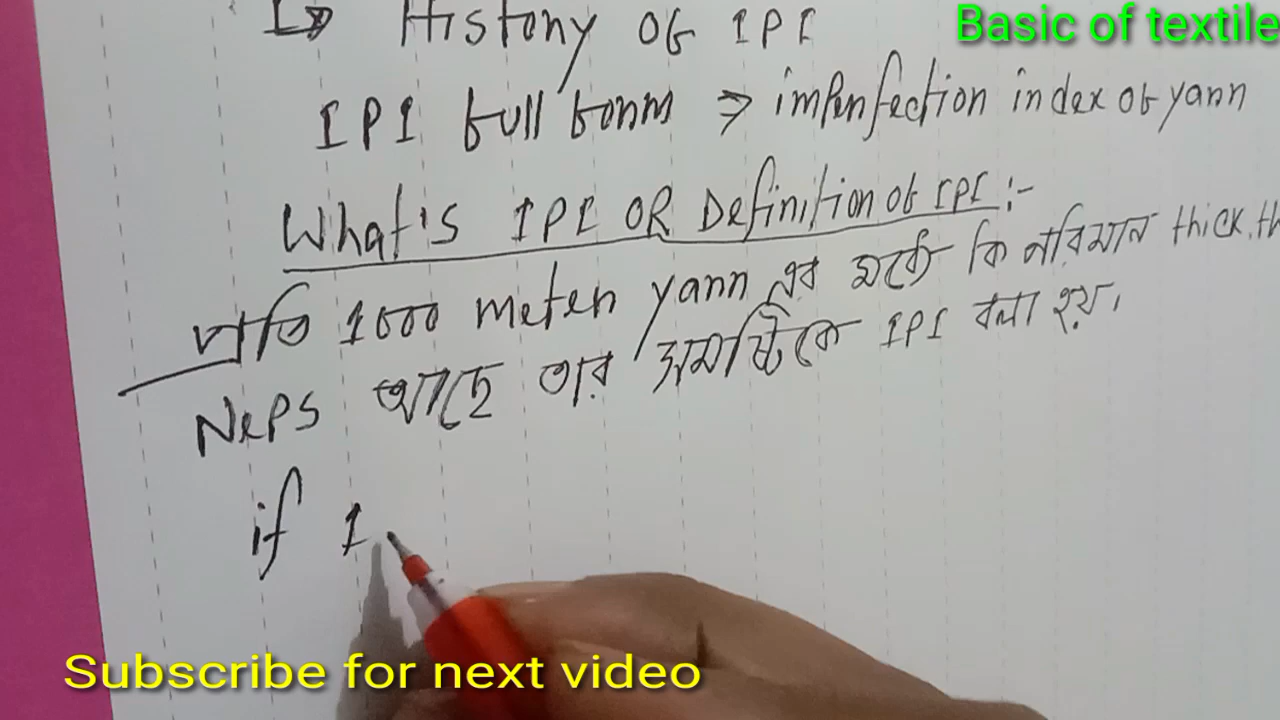 Basic of textile
History of IPI
IPI full form ⇒ imperfection index of yarn
What's IPI OR Definition of IPI :-
প্রতি 1000 meter yarn এর মধ্যে কি পরিমান thick, th
Neps আছে তার সমষ্টিকে IPI বলা হয়।
if 1
Subscribe for next video